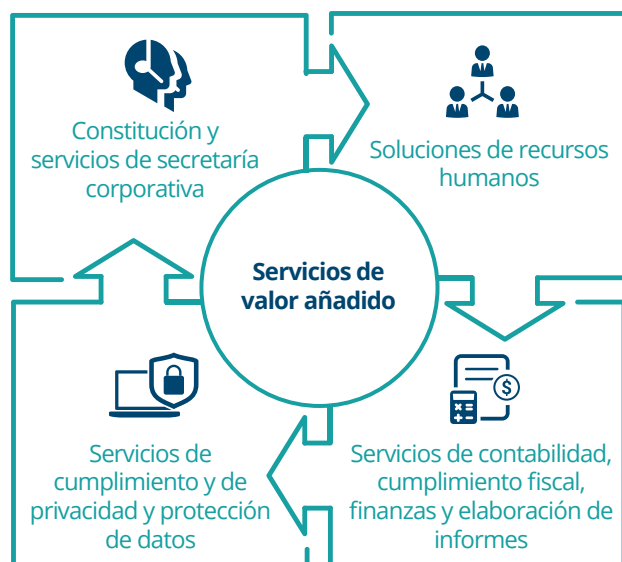 Constitución y
servicios de secretaría
corporativa
Soluciones de recursos
humanos
Servicios de
valor añadido
Servicios de
cumplimiento y de
privacidad y protección
de datos
Servicios de contabilidad,
cumplimiento fiscal,
finanzas y elaboración de
informes
$